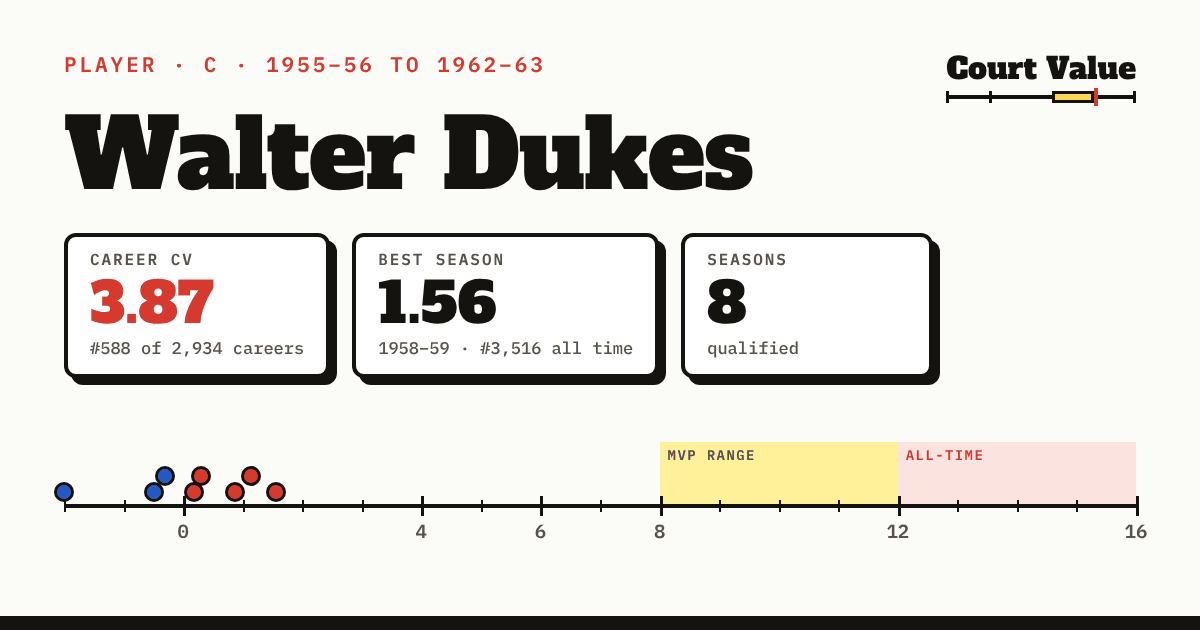 PLAYER · C · 1955–56 TO 1962–63
Court Value
Walter Dukes
CAREER CV
3.87
#588 of 2,934 careers
BEST SEASON
1.56
1958–59 · #3,516 all time
SEASONS
8
qualified
MVP RANGE
ALL-TIME
0
4
6
8
12
16